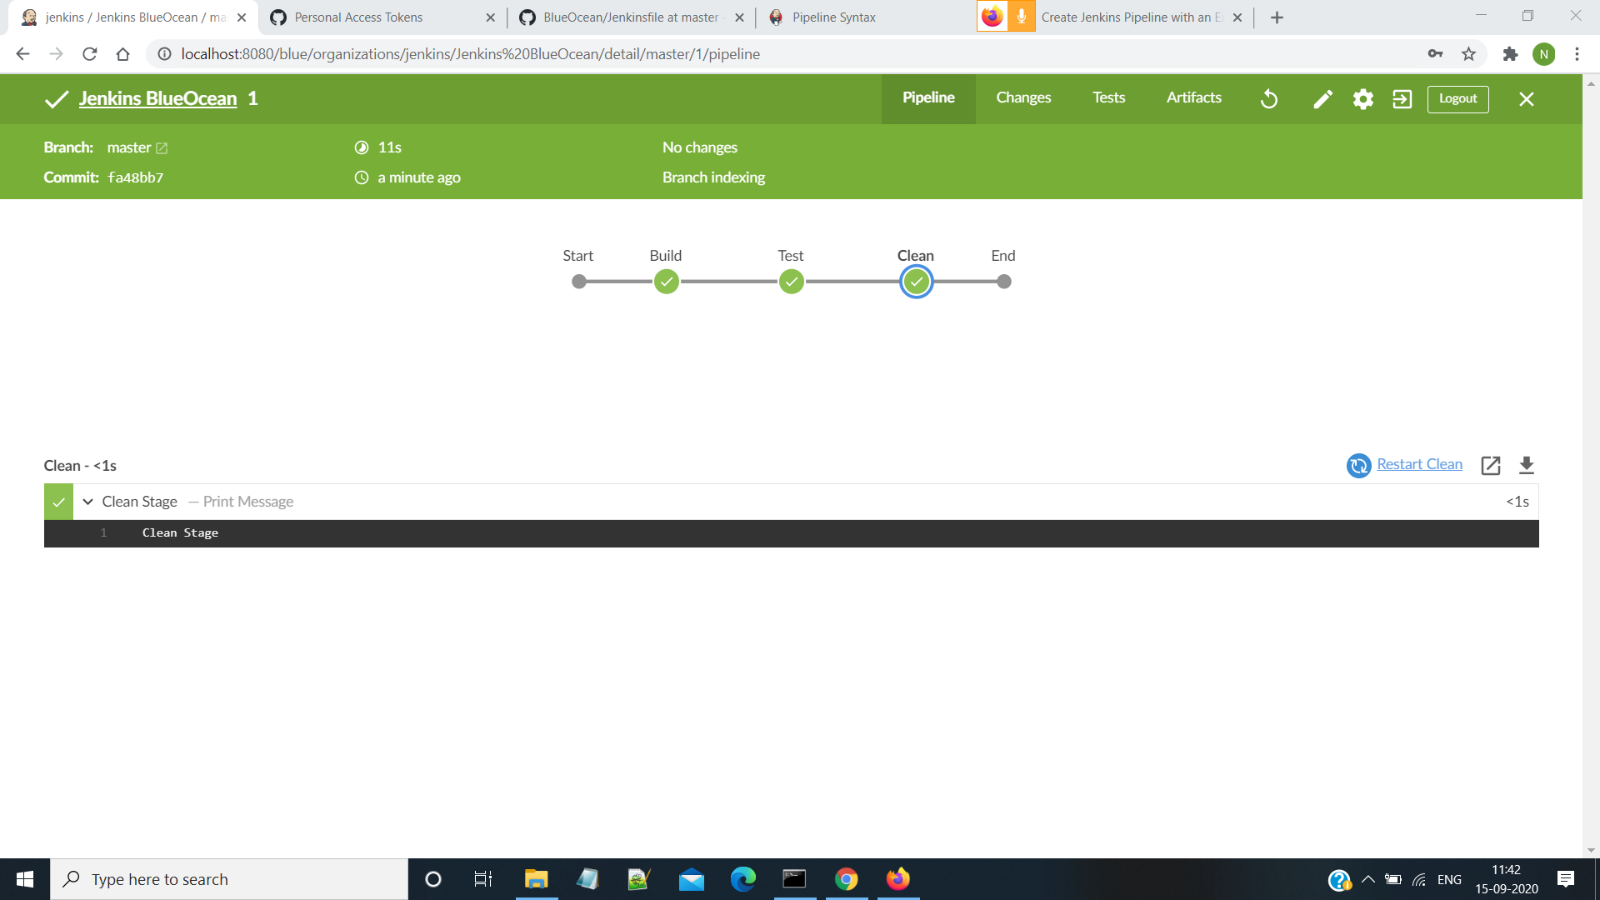 jenkins / Jenkins BlueOcean / ma
Personal Access Tokens
BlueOcean/Jenkinsfile at master
Pipeline Syntax
Create Jenkins Pipeline with an E
localhost:8080/blue/organizations/jenkins/Jenkins%20BlueOcean/detail/master/1/pipeline
N
Jenkins BlueOcean 1
Pipeline
Changes
Tests
Artifacts
Logout
Branch: master
11s
No changes
Commit: fa48bb7
a minute ago
Branch indexing
Start
Build
Test
Clean
End
Clean - <1s
Restart Clean
Clean Stage — Print Message
<1s
1 Clean Stage
Type here to search
ENG
11:42
15-09-2020